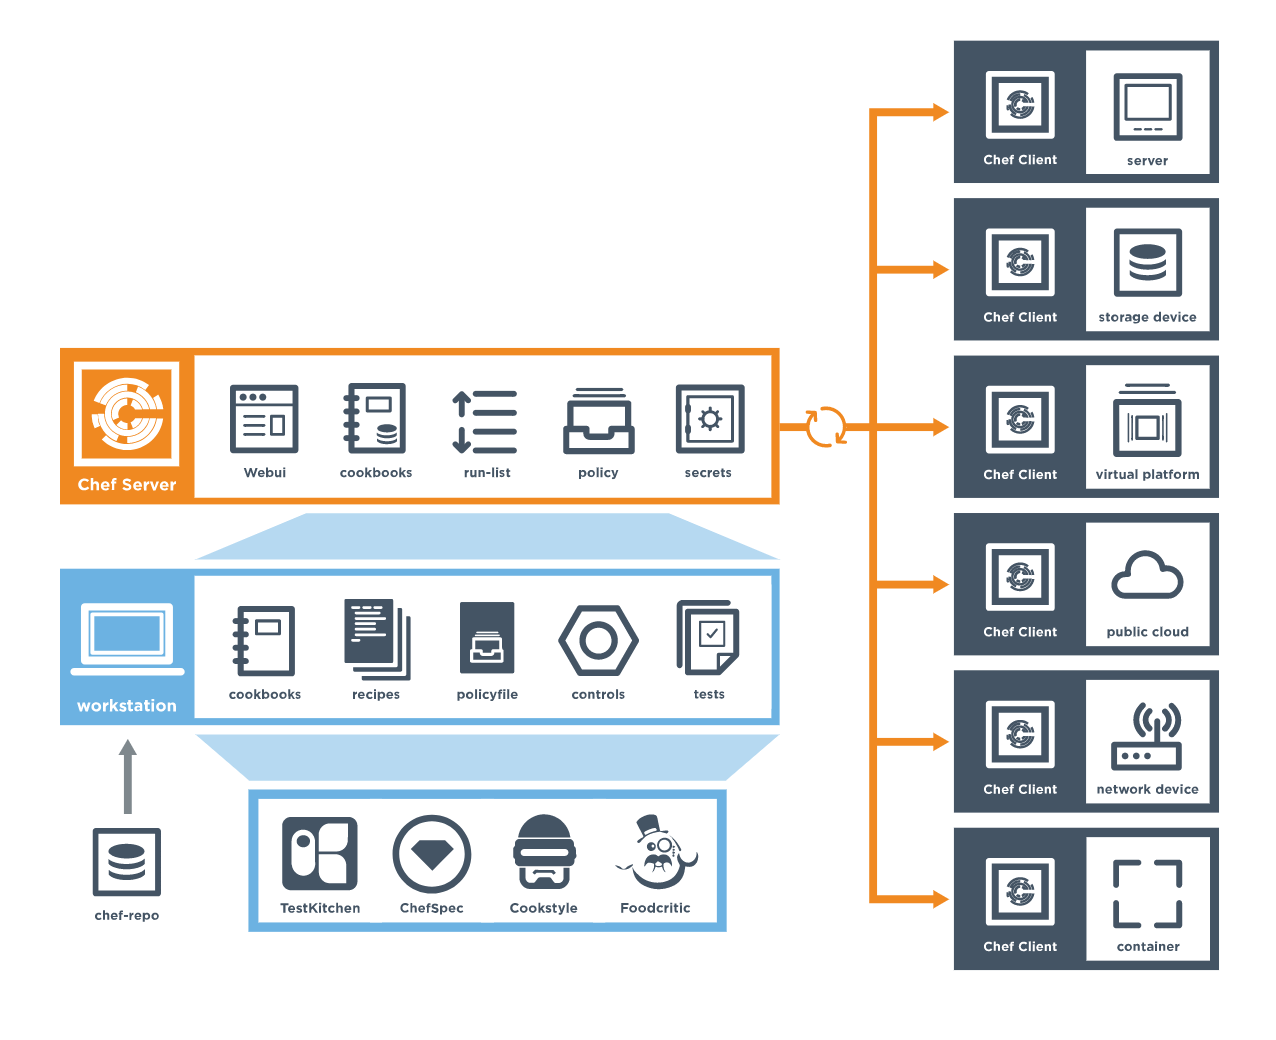 Chef Client
server
Chef Client
storage device
Chef Server
Webui
cookbooks
run-list
policy
secrets
Chef Client
virtual platform
workstation
cookbooks
recipes
policyfile
controls
tests
Chef Client
public cloud
chef-repo
TestKitchen
ChefSpec
Cookstyle
Foodcritic
Chef Client
network device
Chef Client
container